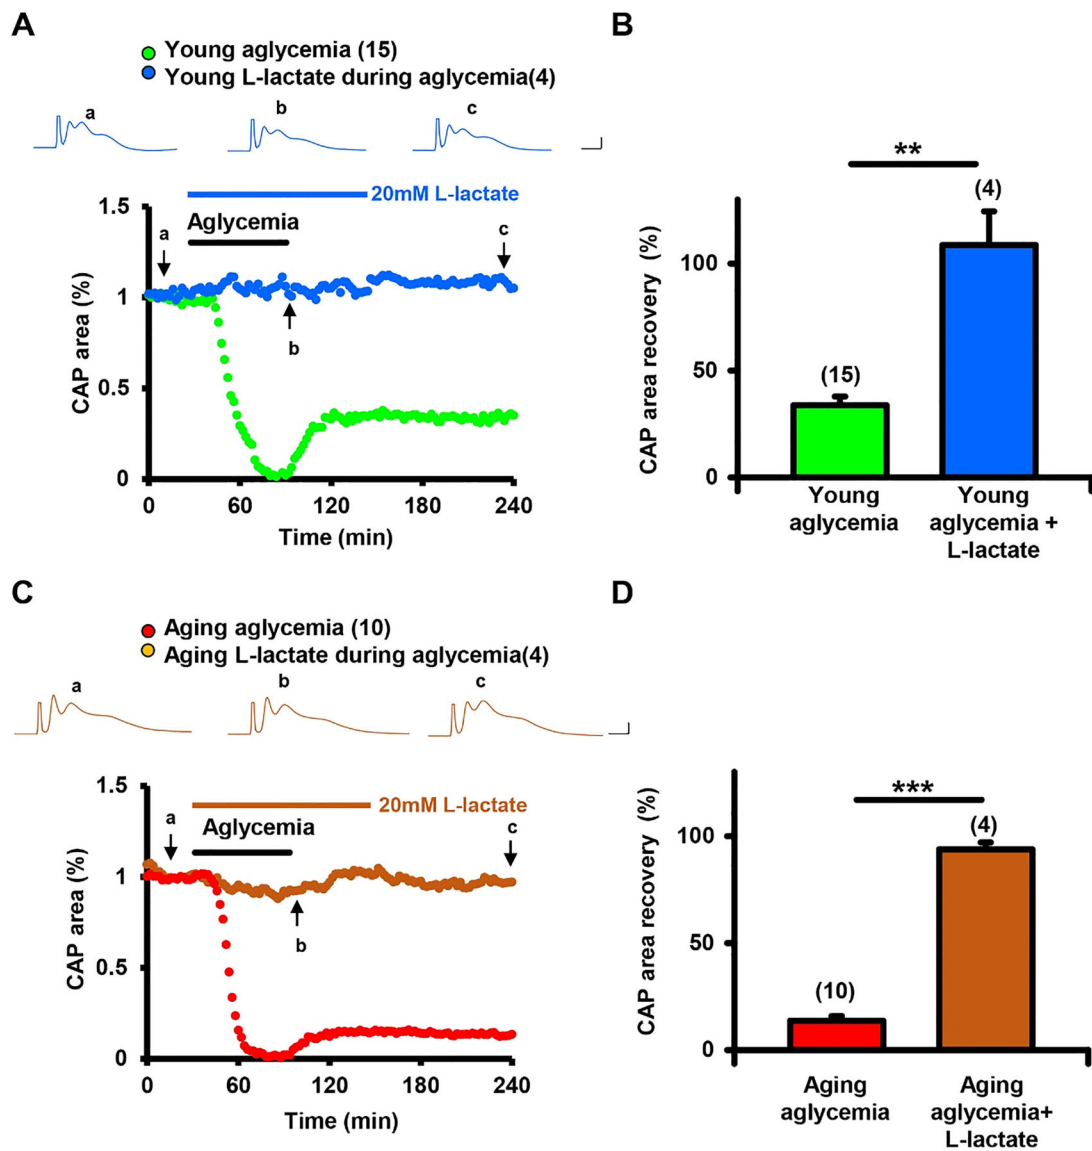 A
Young aglycemia (15)
Young L-lactate during aglycemia(4)
a
b
c
20mM L-lactate
Aglycemia
a
c
b
1.5
1
0.5
0
CAP area (%)
0
60
120
180
240
Time (min)
B
**
(4)
(15)
100
50
0
CAP area recovery (%)
Young
aglycemia
Young
aglycemia +
L-lactate
C
Aging aglycemia (10)
Aging L-lactate during aglycemia(4)
a
b
c
20mM L-lactate
Aglycemia
a
c
b
1.5
1
0.5
0
CAP area (%)
0
60
120
180
240
Time (min)
D
***
(4)
(10)
100
50
0
CAP area recovery (%)
Aging
aglycemia
Aging
aglycemia+
L-lactate